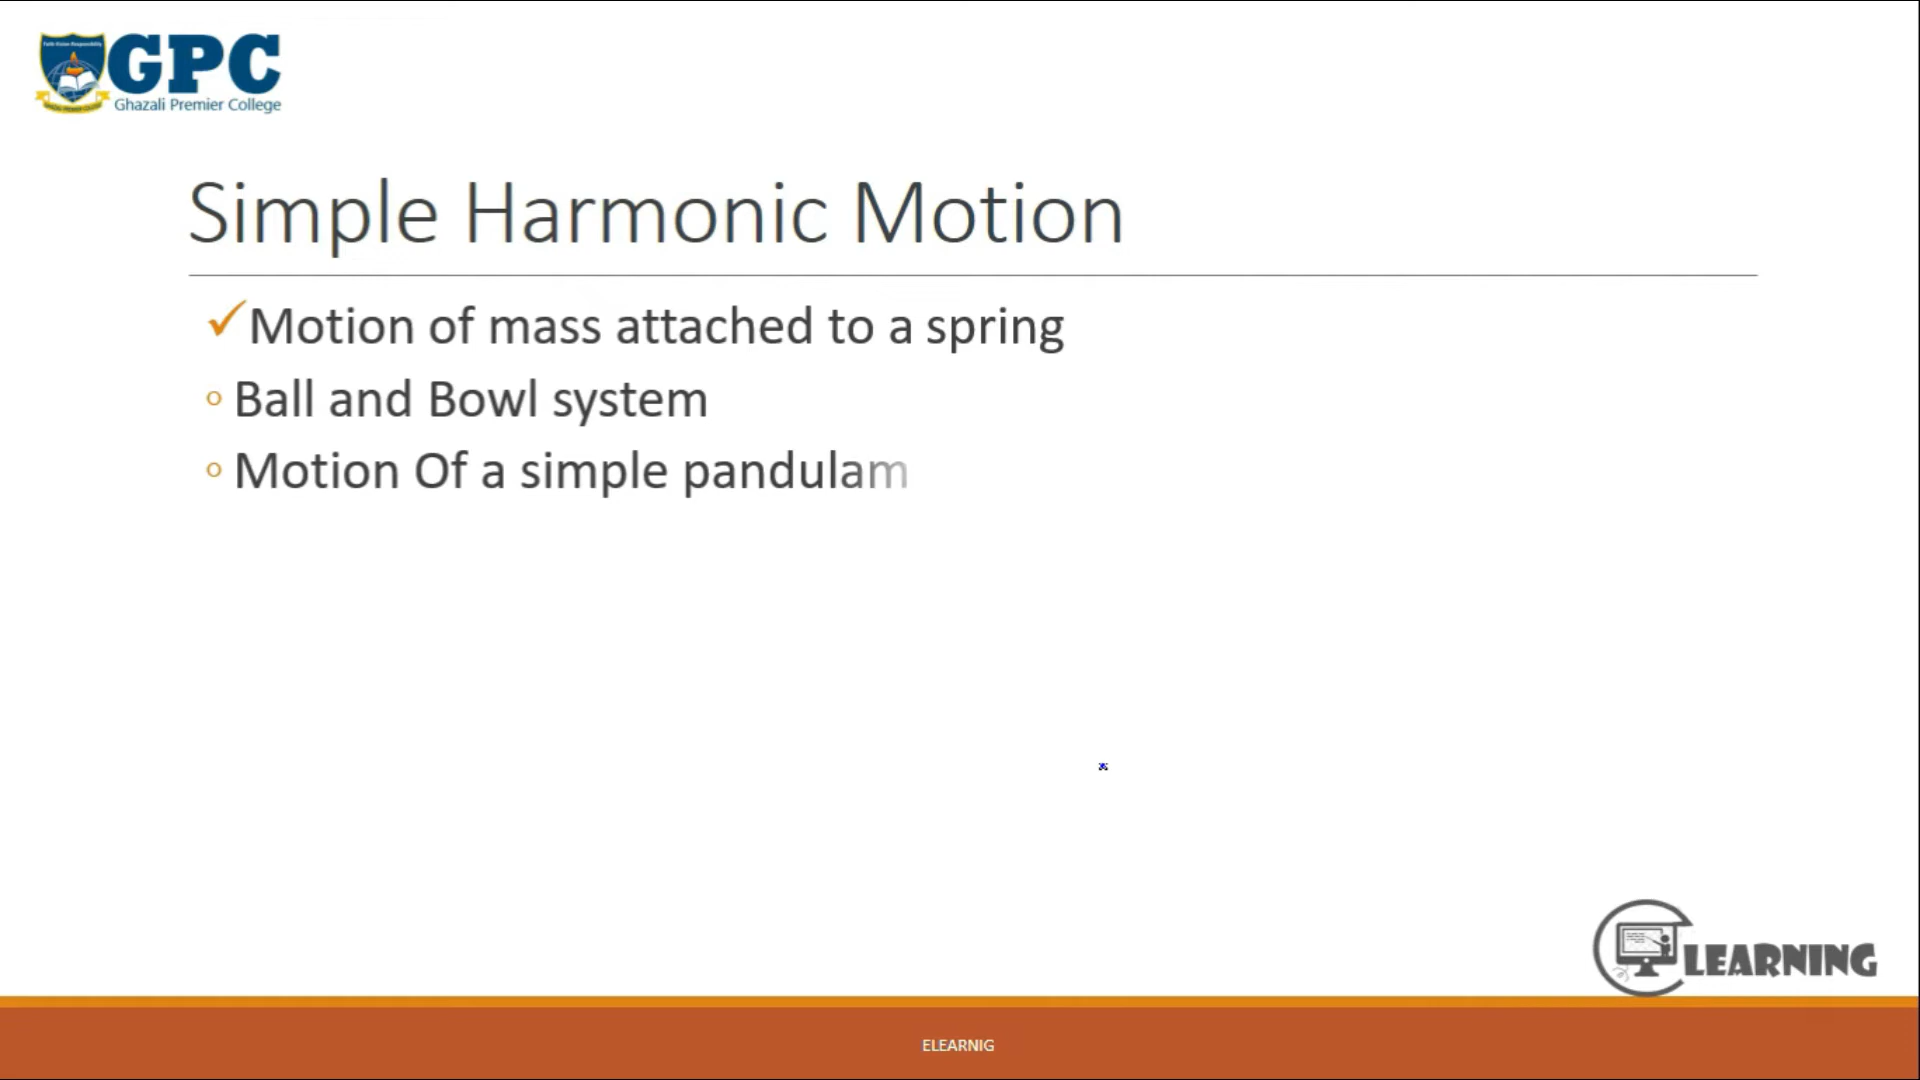 GPC
Ghazali Premier College
Simple Harmonic Motion
Motion of mass attached to a spring
Ball and Bowl system
Motion Of a simple pandulam
LEARNING
ELEARNIG